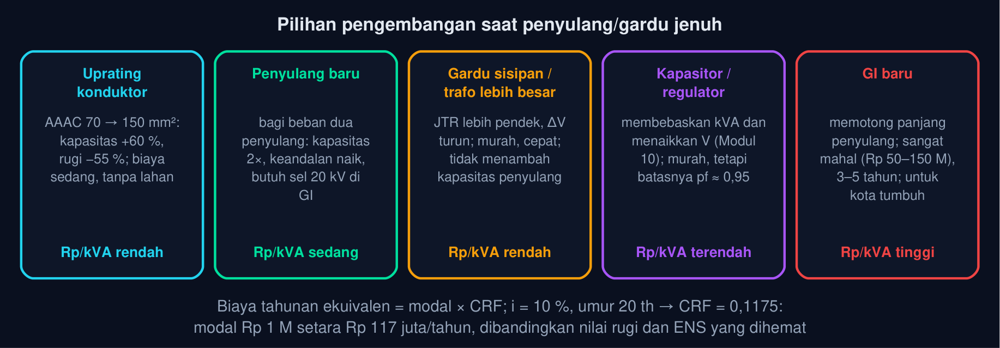 Pilihan pengembangan saat penyulang/gardu jenuh
Uprating
konduktor
AAAC 70 → 150 mm²:
kapasitas +60 %,
rugi −55 %; biaya
sedang, tanpa lahan
Rp/kVA rendah
Penyulang baru
bagi beban dua
penyulang: kapasitas
2×, keandalan naik,
butuh sel 20 kV di
GI
Rp/kVA sedang
Gardu sisipan /
trafo lebih besar
JTR lebih pendek, ΔV
turun; murah, cepat;
tidak menambah
kapasitas penyulang
Rp/kVA rendah
Kapasitor /
regulator
membebaskan kVA dan
menaikkan V (Modul
10); murah, tetapi
batasnya pf ≈ 0,95
Rp/kVA terendah
GI baru
memotong panjang
penyulang; sangat
mahal (Rp 50–150 M),
3–5 tahun; untuk
kota tumbuh
Rp/kVA tinggi
Biaya tahunan ekuivalen = modal × CRF; i = 10 %, umur 20 th → CRF = 0,1175:
modal Rp 1 M setara Rp 117 juta/tahun, dibandingkan nilai rugi dan ENS yang dihemat